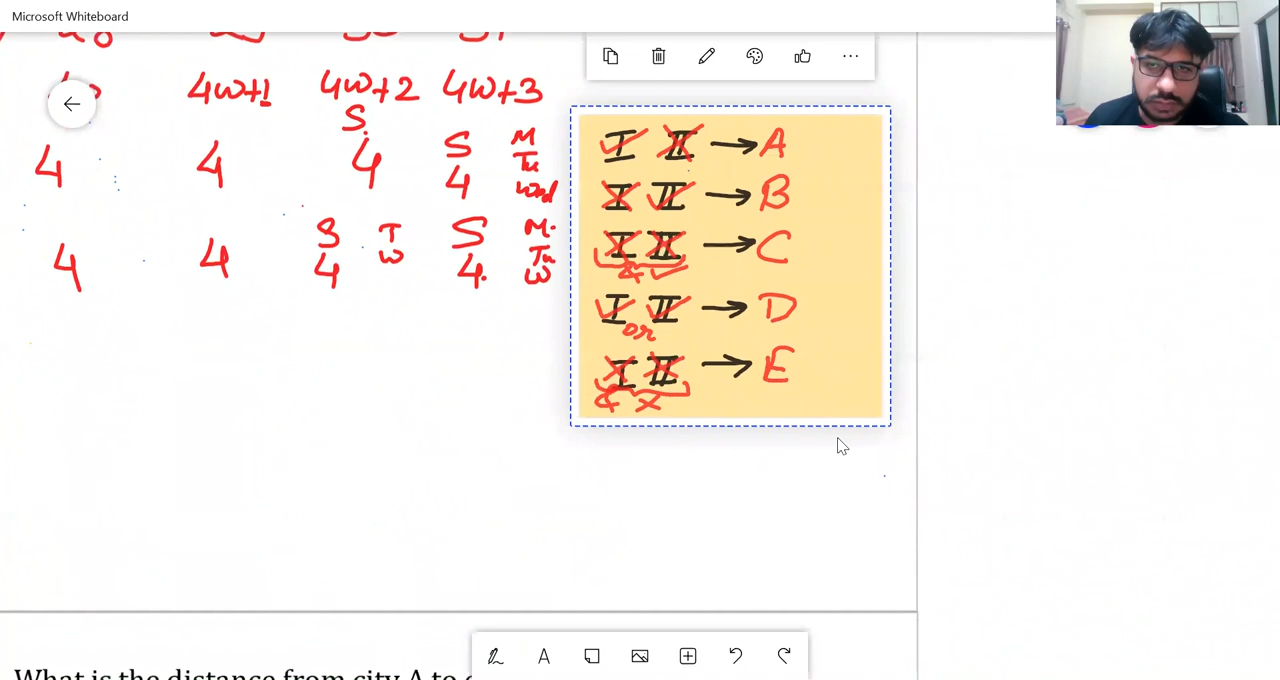 Microsoft Whiteboard
4w+1 4w+2 4w+3
S.
4 4 4 S 4 M Tu Wed
4 4 S 4 T W S 4. M. Tu W
I II → A
I II → B
I II → C
&
I II → D
or
I II → E
&
What is the distance from city A to